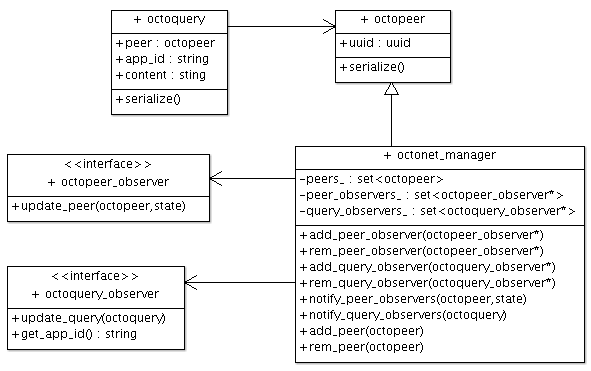 + octoquery
+peer : octopeer
+app_id : string
+content : sting
+serialize()
+ octopeer
+uuid : uuid
+serialize()
<<interface>>
+ octopeer_observer
+update_peer(octopeer,state)
<<interface>>
+ octoquery_observer
+update_query(octoquery)
+get_app_id() : string
+ octonet_manager
-peers_ : set<octopeer>
-peer_observers_ : set<octopeer_observer*>
-query_observers_ : set<octoquery_observer*>
+add_peer_observer(octopeer_observer*)
+rem_peer_observer(octopeer_observer*)
+add_query_observer(octoquery_observer*)
+rem_query_observer(octoquery_observer*)
+notify_peer_observers(octopeer,state)
+notify_query_observers(octoquery)
+add_peer(octopeer)
+rem_peer(octopeer)